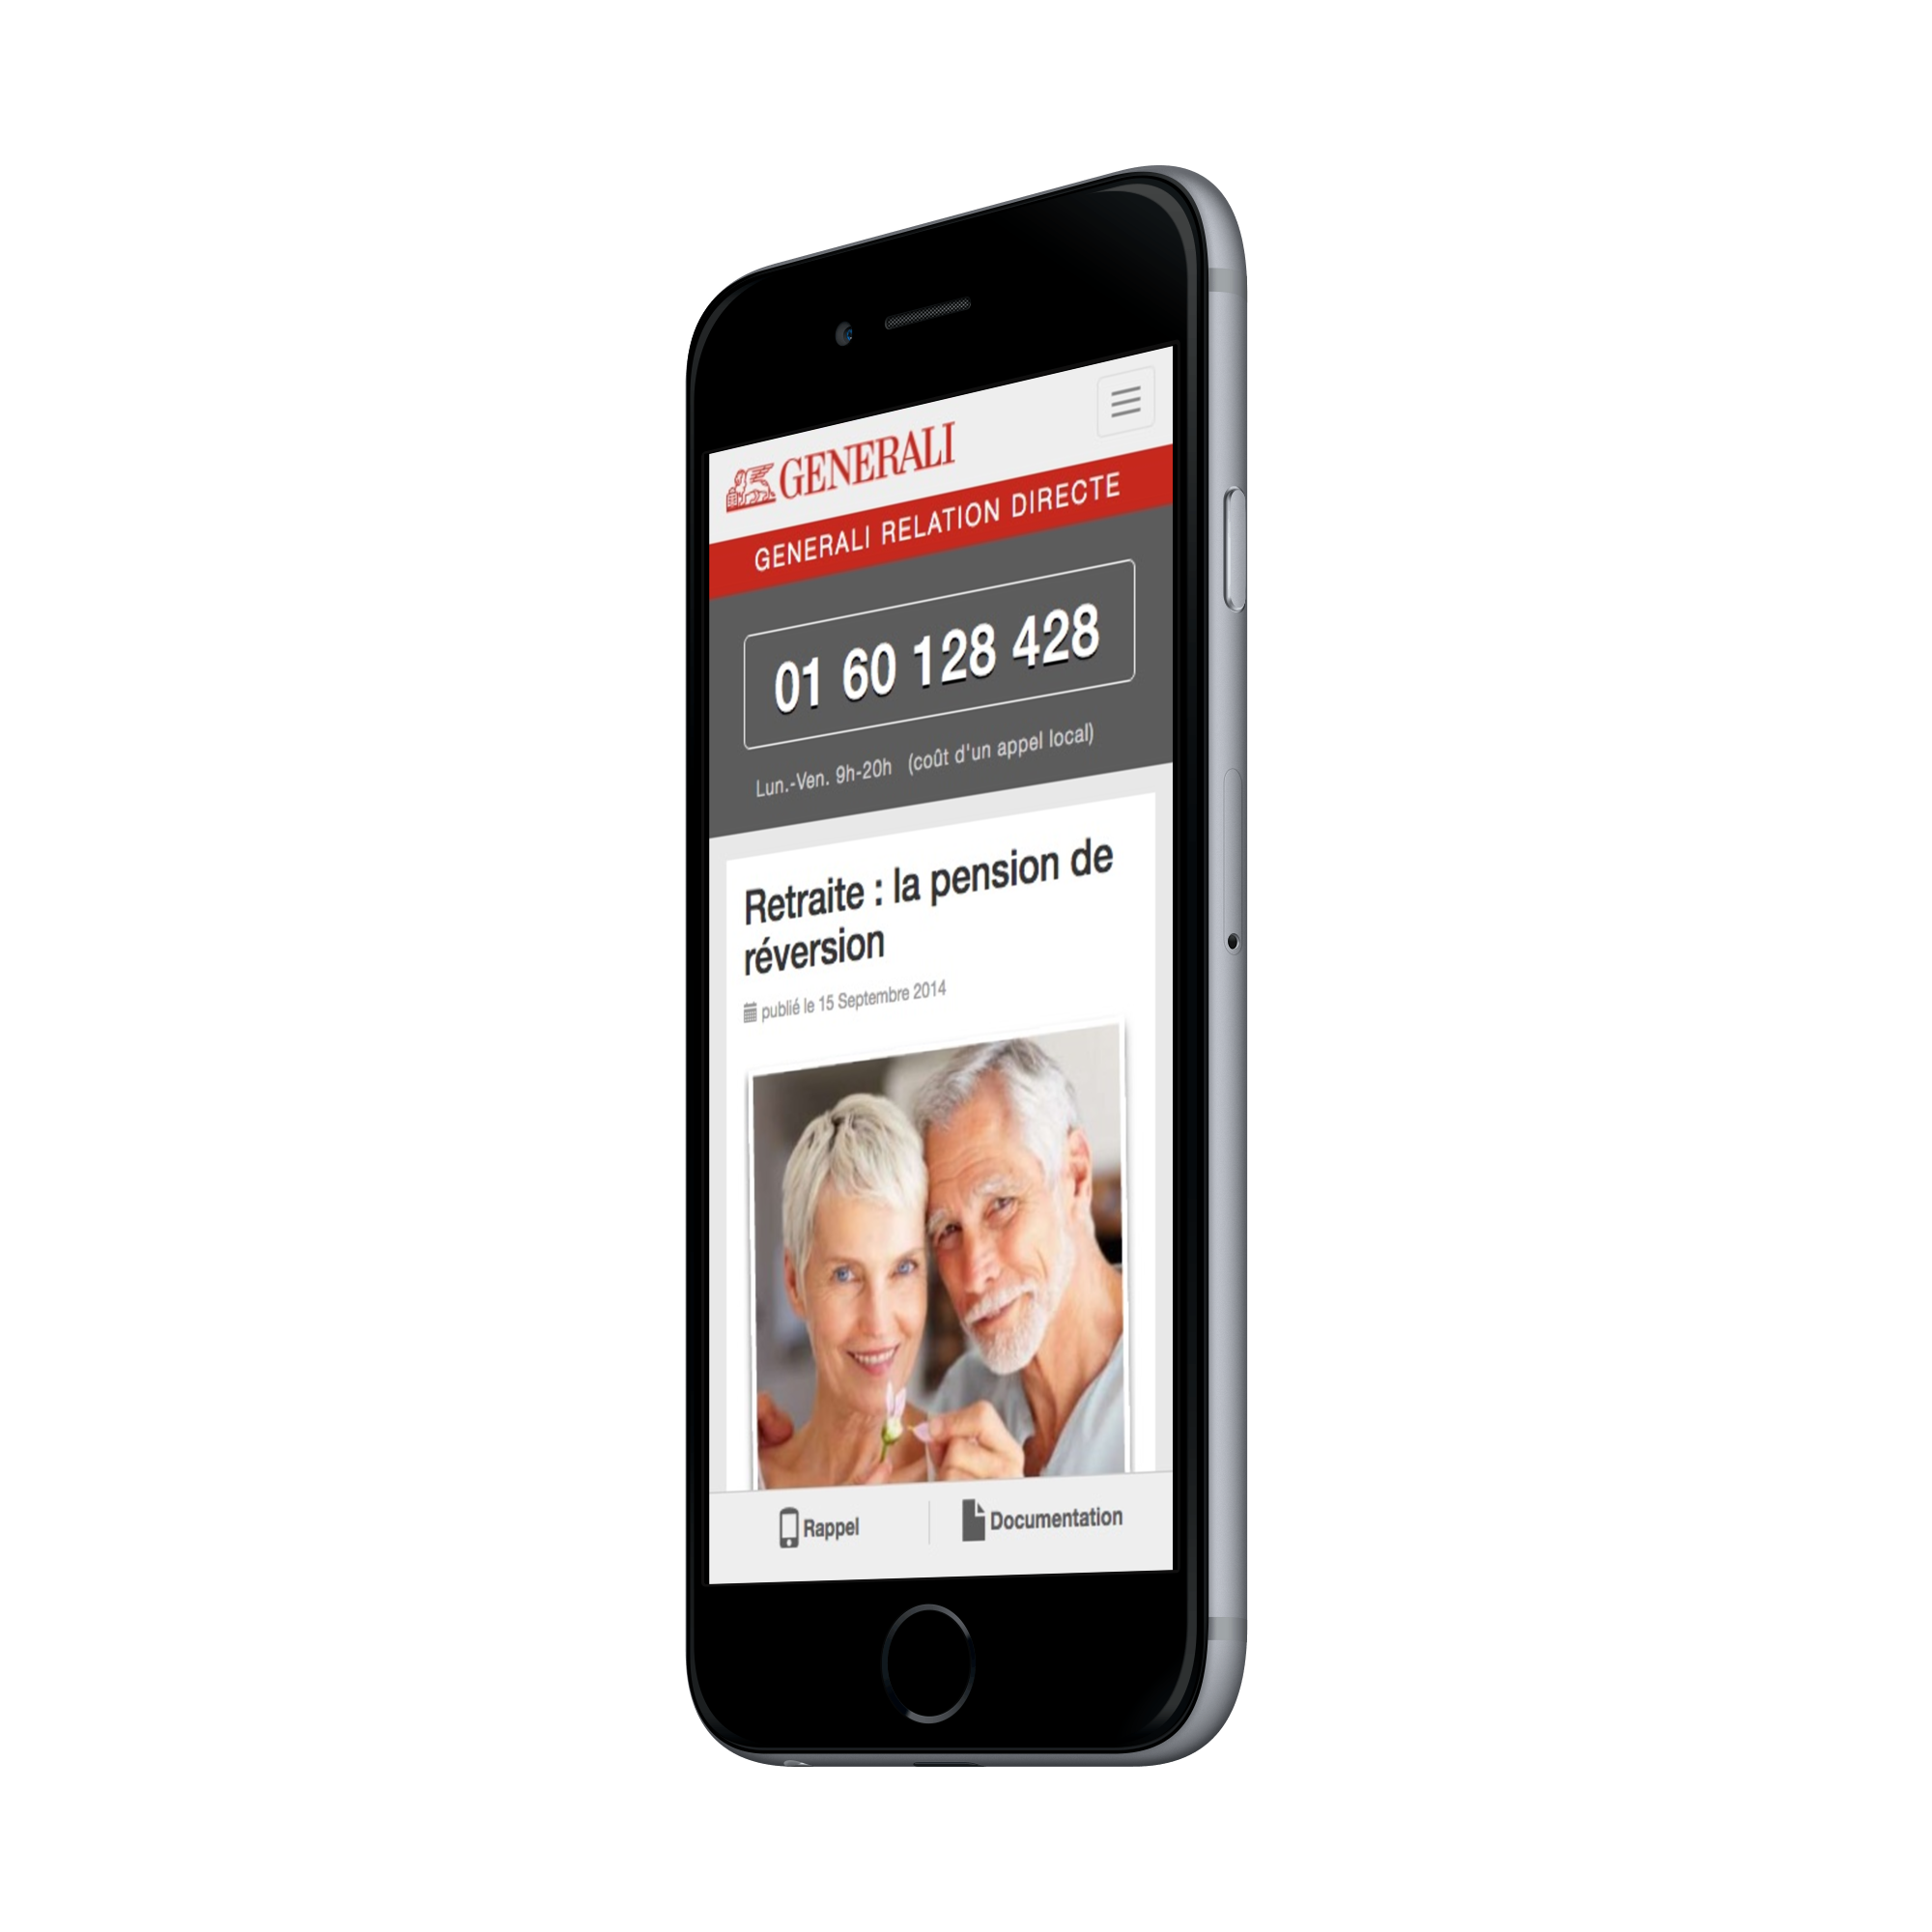 GENERALI
GENERALI RELATION DIRECTE
01 60 128 428
Lun.-Ven. 9h-20h (coût d'un appel local)
Retraite : la pension de
réversion
publié le 15 Septembre 2014
Rappel
Documentation